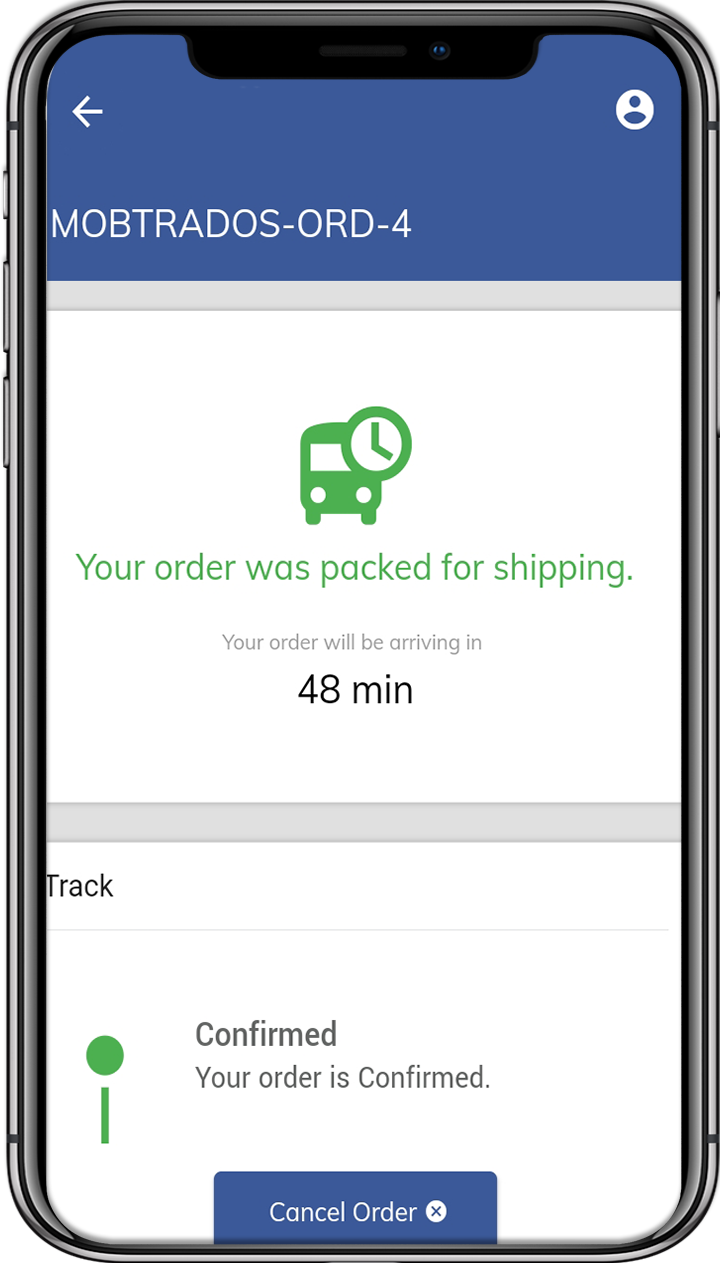 MOBTRADOS-ORD-4
Your order was packed for shipping.
Your order will be arriving in
48 min
Track
Confirmed
Your order is Confirmed.
Cancel Order